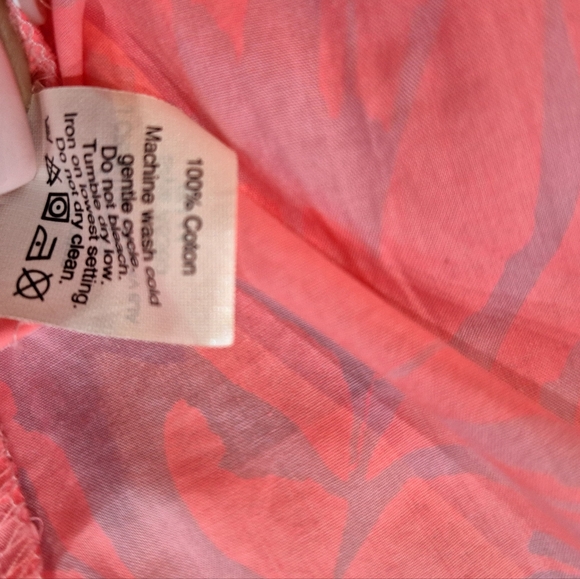 100% Coton
Machine wash cold
gentle cycle.
Do not bleach.
Tumble dry low.
Iron on lowest setting.
Do not dry clean.